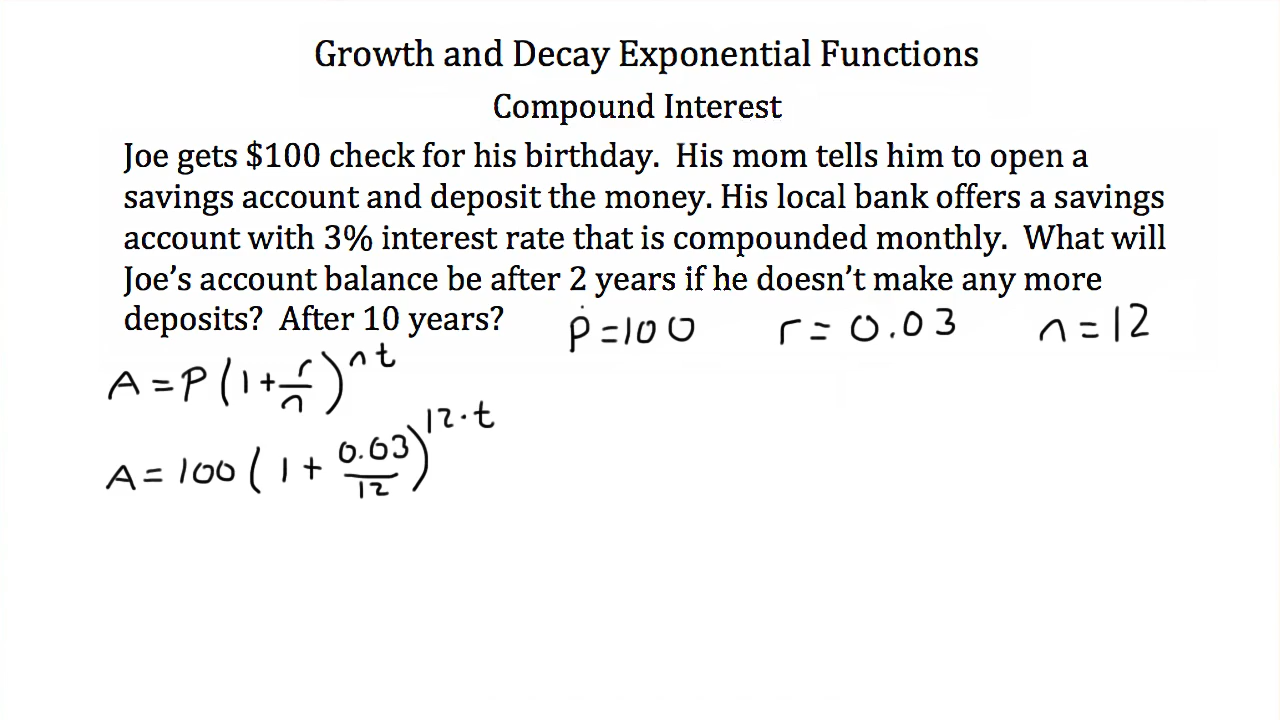 Growth and Decay Exponential Functions
Compound Interest
Joe gets $100 check for his birthday. His mom tells him to open a
savings account and deposit the money. His local bank offers a savings
account with 3% interest rate that is compounded monthly. What will
Joe's account balance be after 2 years if he doesn't make any more
deposits? After 10 years?
P=100 r=0.03 n=12
A=P(1+r/n)^nt
A=100(1+0.03/12)^12·t